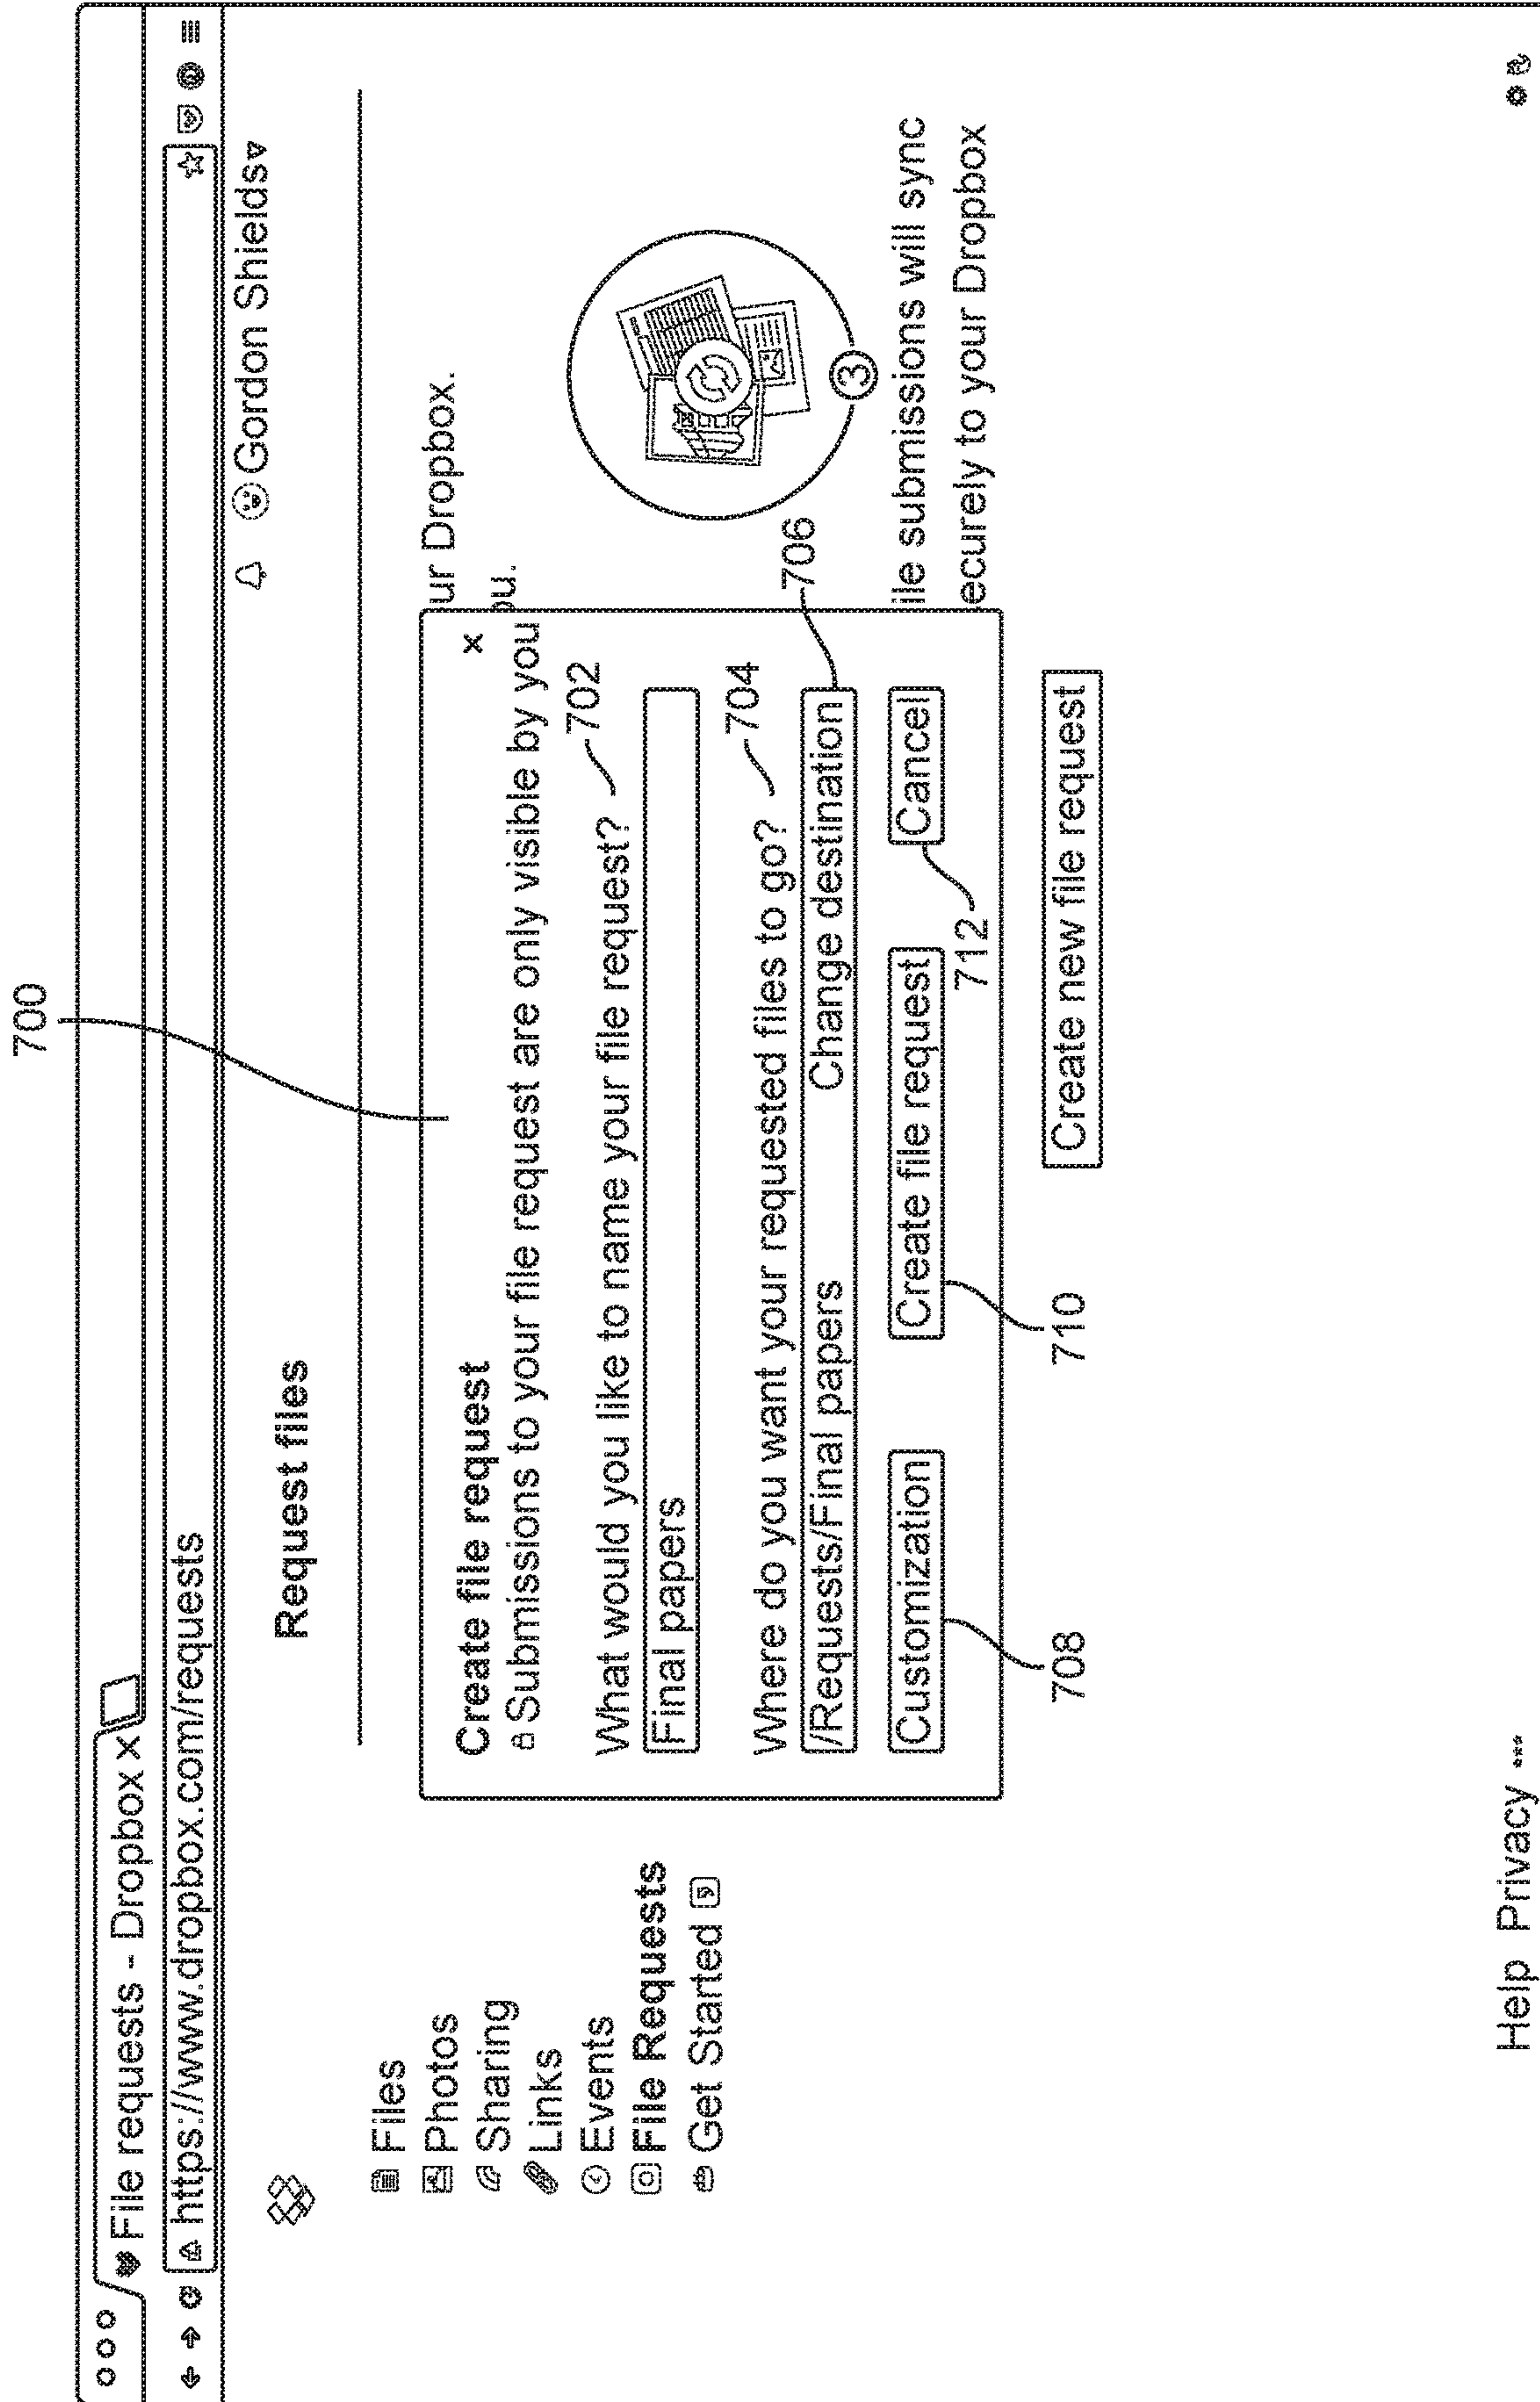 700
File requests - Dropbox X
https://www.dropbox.com/requests
Gordon Shields
Request files
Files
Photos
Sharing
Links
Events
File Requests
Get Started
ur Dropbox.
ou.
Create file request x
Submissions to your file request are only visible by you
What would you like to name your file request? 702
Final papers
Where do you want your requested files to go? 704
/Requests/Final papers Change destination 706
Customization Create file request Cancel
708
710
712
3
ile submissions will sync
ecurely to your Dropbox
Create new file request
Help Privacy ...